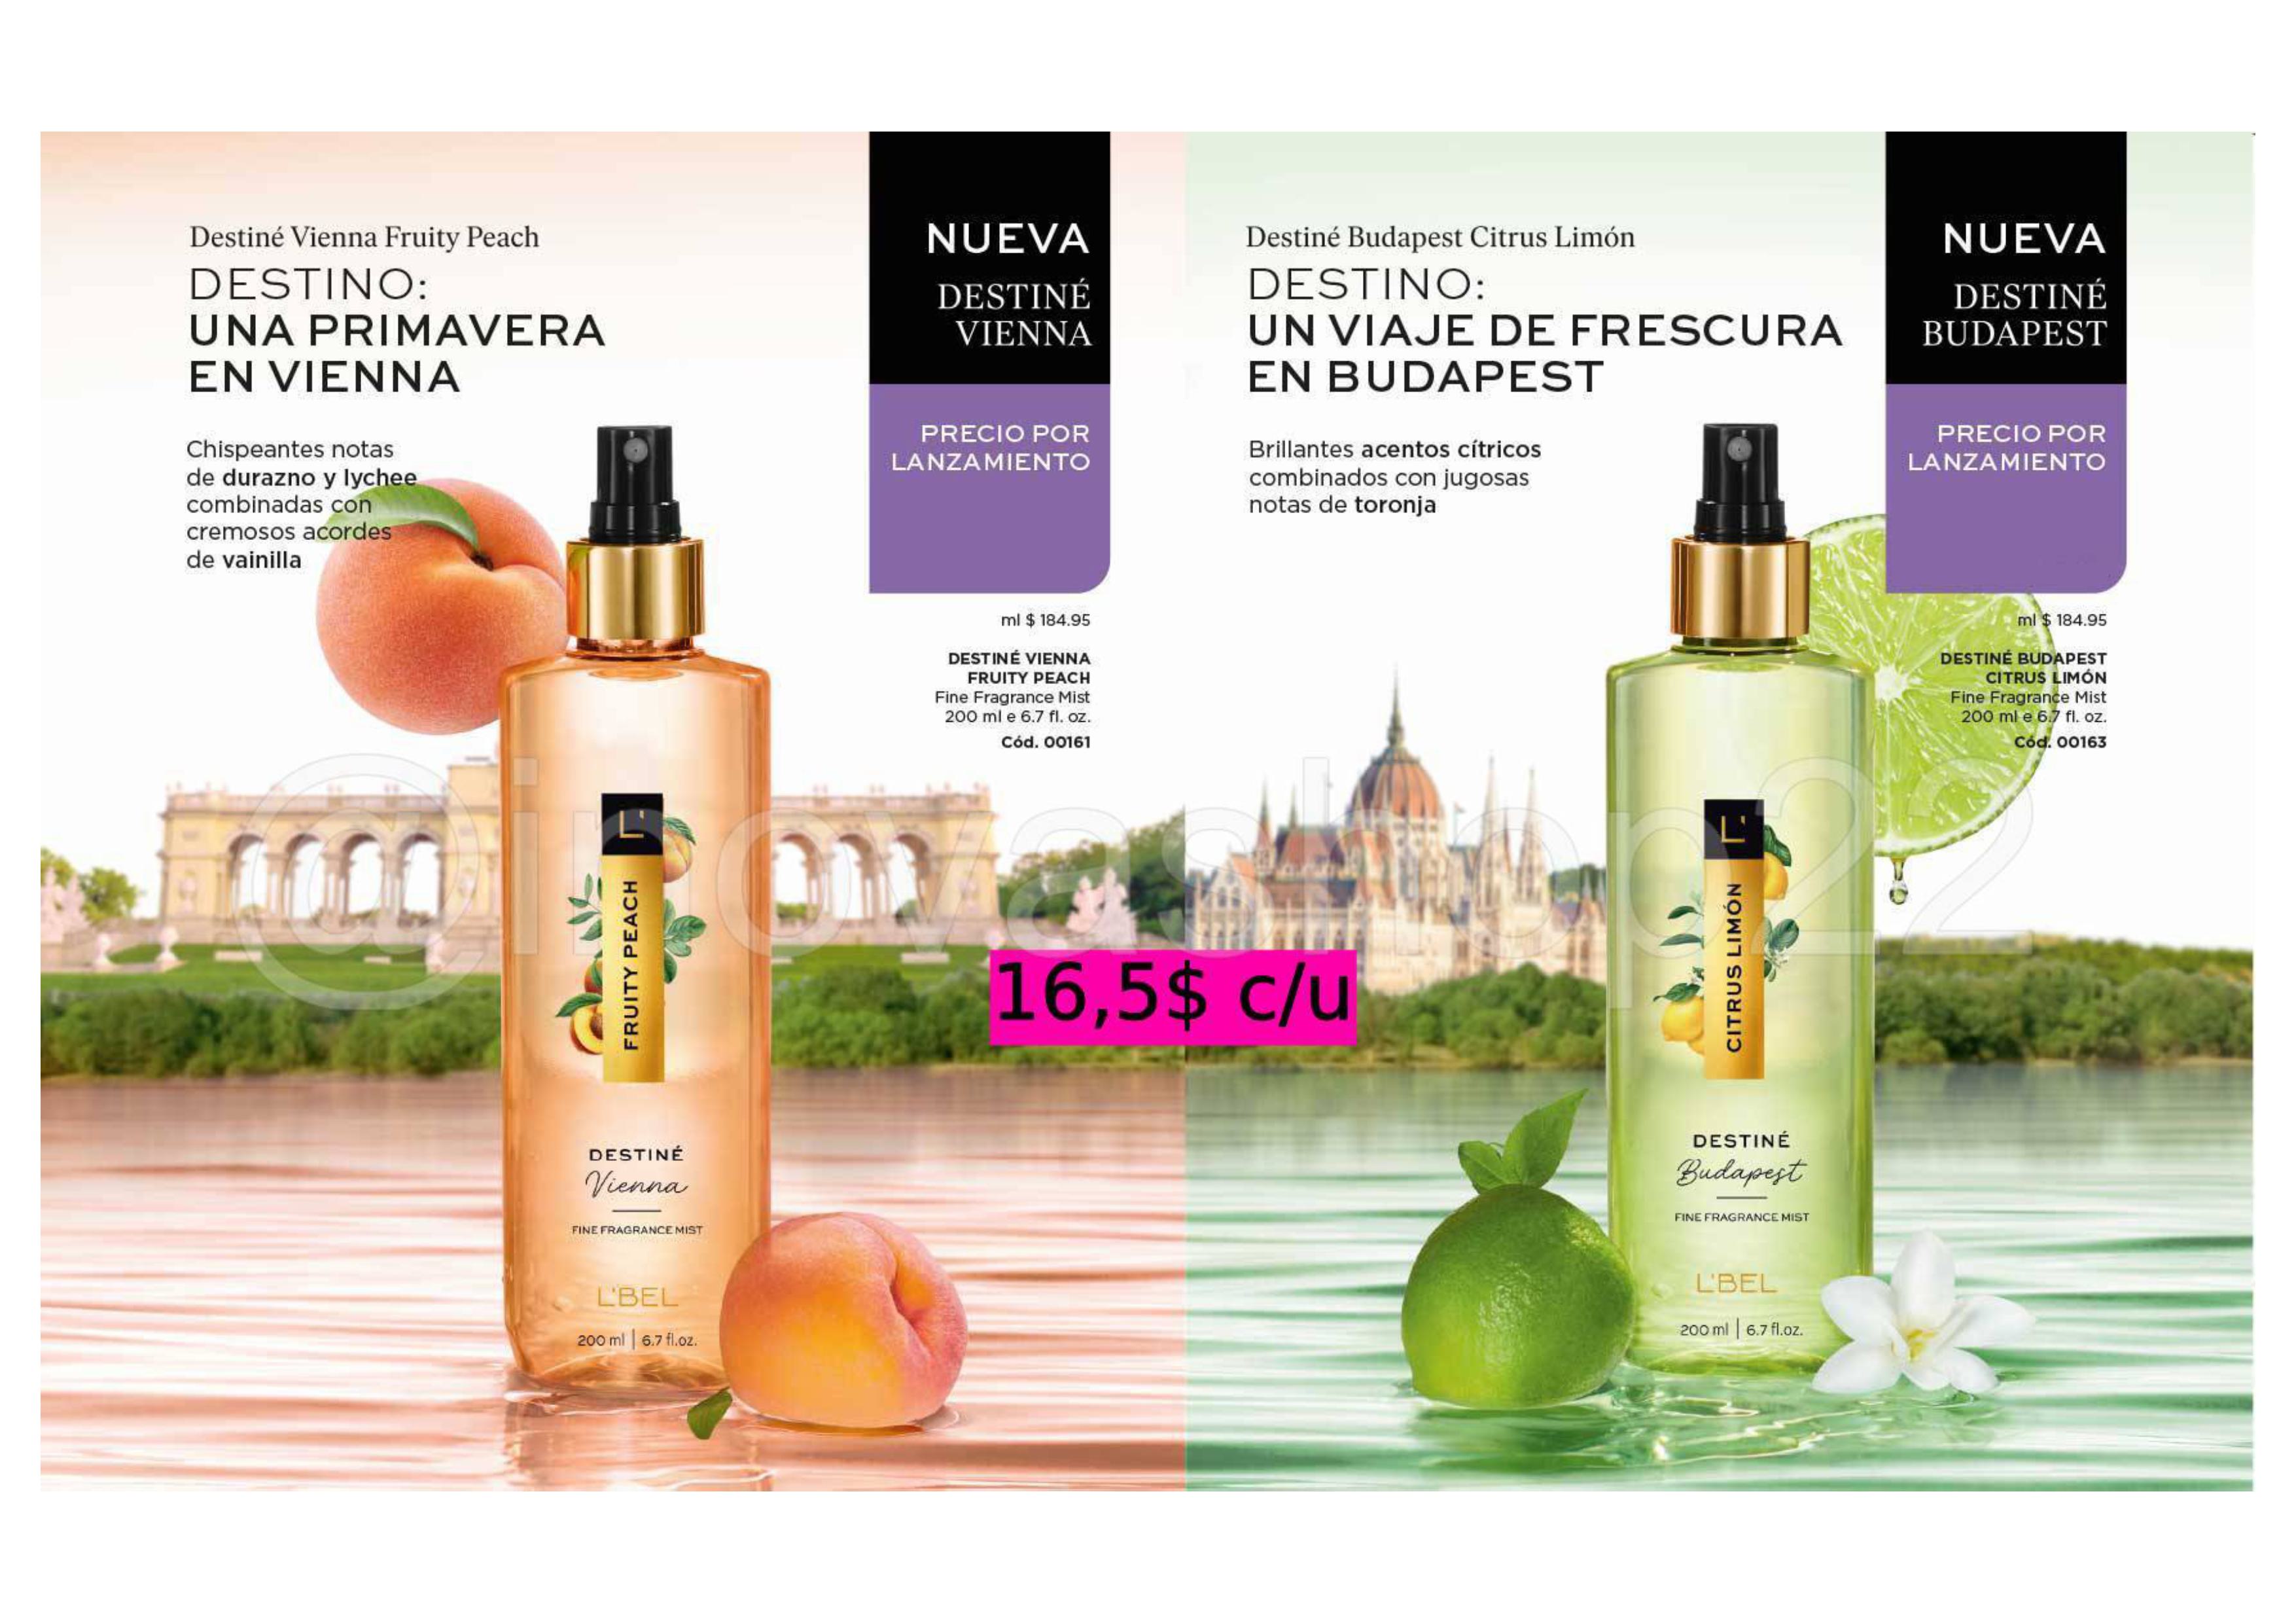 Destiné Vienna Fruity Peach
DESTINO:
UNA PRIMAVERA
EN VIENNA
Chispeantes notas
de durazno y lychee
combinadas con
cremosos acordes
de vainilla
NUEVA
DESTINÉ
VIENNA
PRECIO POR
LANZAMIENTO
ml $ 184.95
DESTINÉ VIENNA
FRUITY PEACH
Fine Fragrance Mist
200 ml e 6.7 fl. oz.
Cód. 00161
L'
FRUITY PEACH
DESTINÉ
Vienna
FINE FRAGRANCE MIST
L'BEL
200 ml | 6.7 fl.oz.
@inovashop22
16,5$ c/u
Destiné Budapest Citrus Limón
DESTINO:
UN VIAJE DE FRESCURA
EN BUDAPEST
Brillantes acentos cítricos
combinados con jugosas
notas de toronja
NUEVA
DESTINÉ
BUDAPEST
PRECIO POR
LANZAMIENTO
ml $ 184.95
DESTINÉ BUDAPEST
CITRUS LIMÓN
Fine Fragrance Mist
200 ml e 6.7 fl. oz.
Cód. 00163
L'
CITRUS LIMÓN
DESTINÉ
Budapest
FINE FRAGRANCE MIST
L'BEL
200 ml | 6.7 fl.oz.